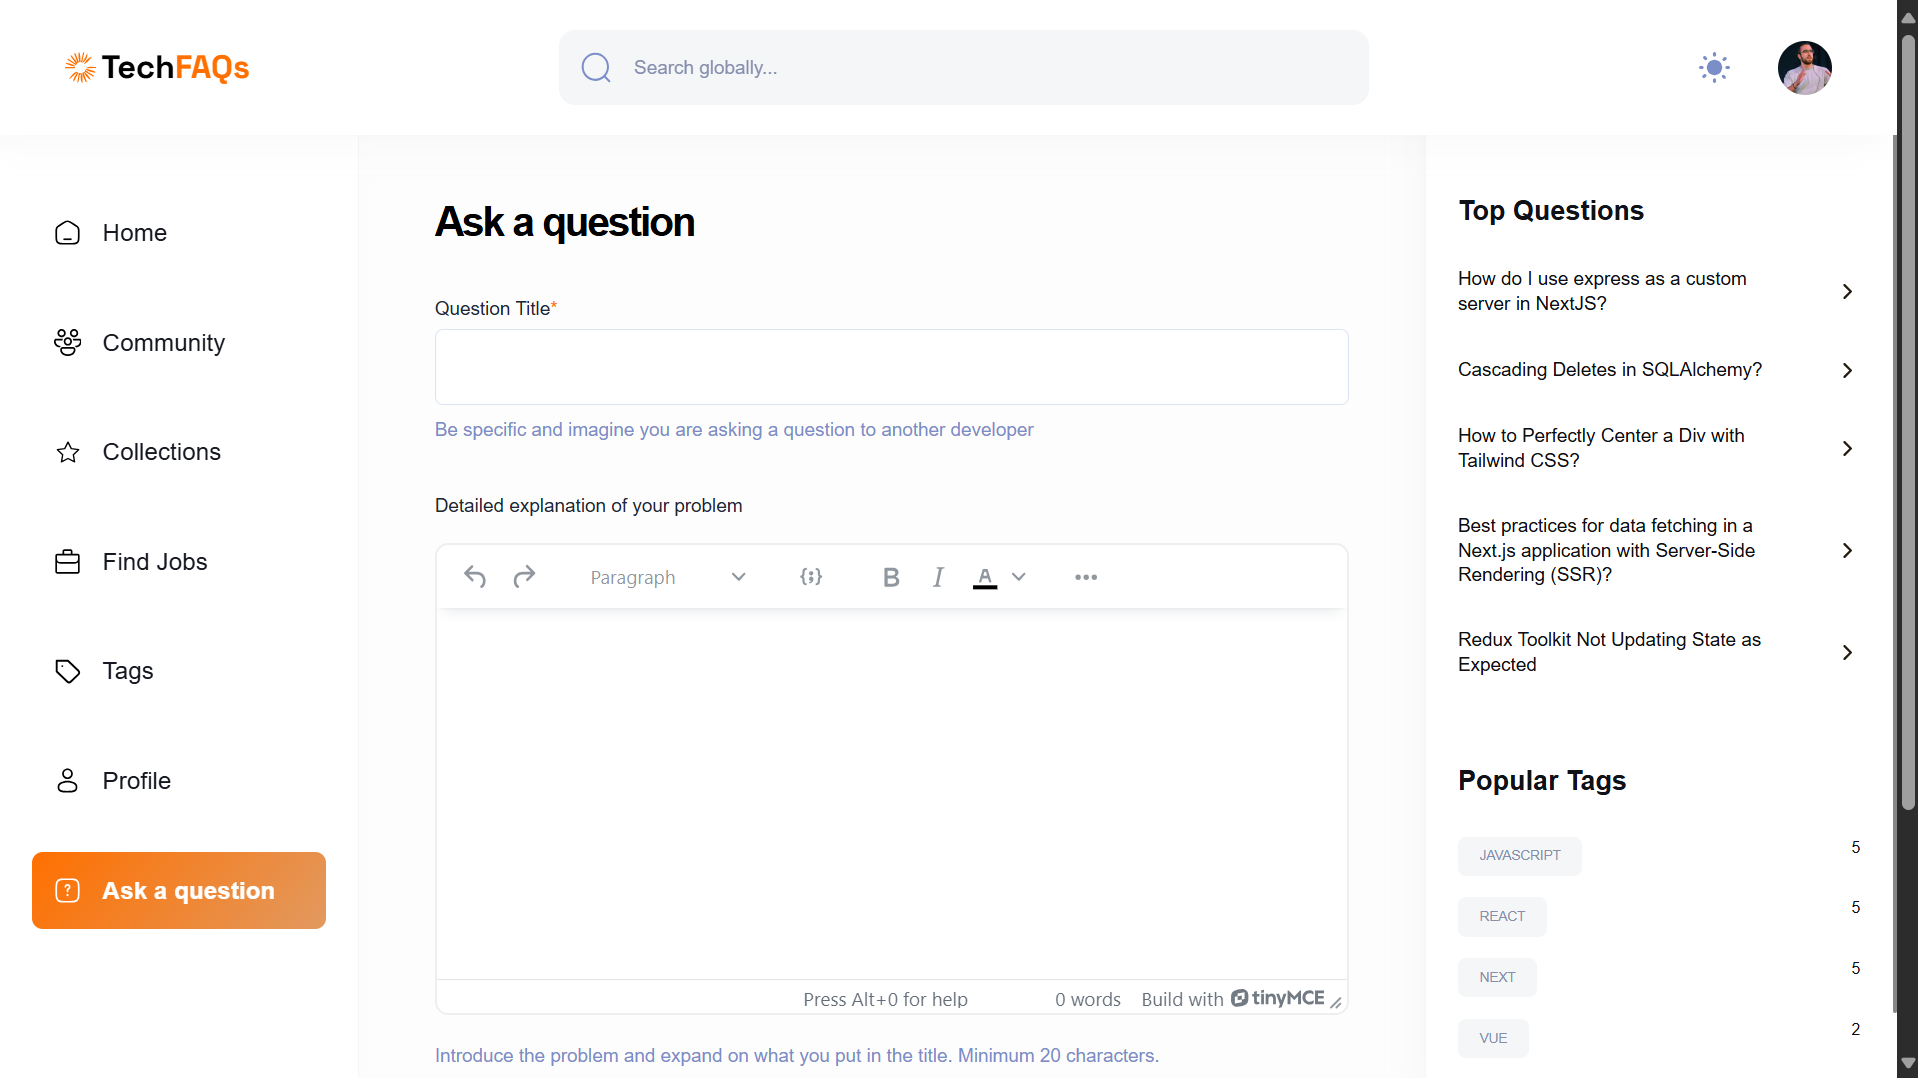 TechFAQs
Search globally...
Home
Community
Collections
Find Jobs
Tags
Profile
Ask a question
Ask a question
Question Title*
Be specific and imagine you are asking a question to another developer
Detailed explanation of your problem
Paragraph
B I A
Press Alt+0 for help 0 words Build with tinyMCE
Introduce the problem and expand on what you put in the title. Minimum 20 characters.
Top Questions
How do I use express as a custom
server in NextJS?
Cascading Deletes in SQLAlchemy?
How to Perfectly Center a Div with
Tailwind CSS?
Best practices for data fetching in a
Next.js application with Server-Side
Rendering (SSR)?
Redux Toolkit Not Updating State as
Expected
Popular Tags
JAVASCRIPT 5
REACT 5
NEXT 5
VUE 2